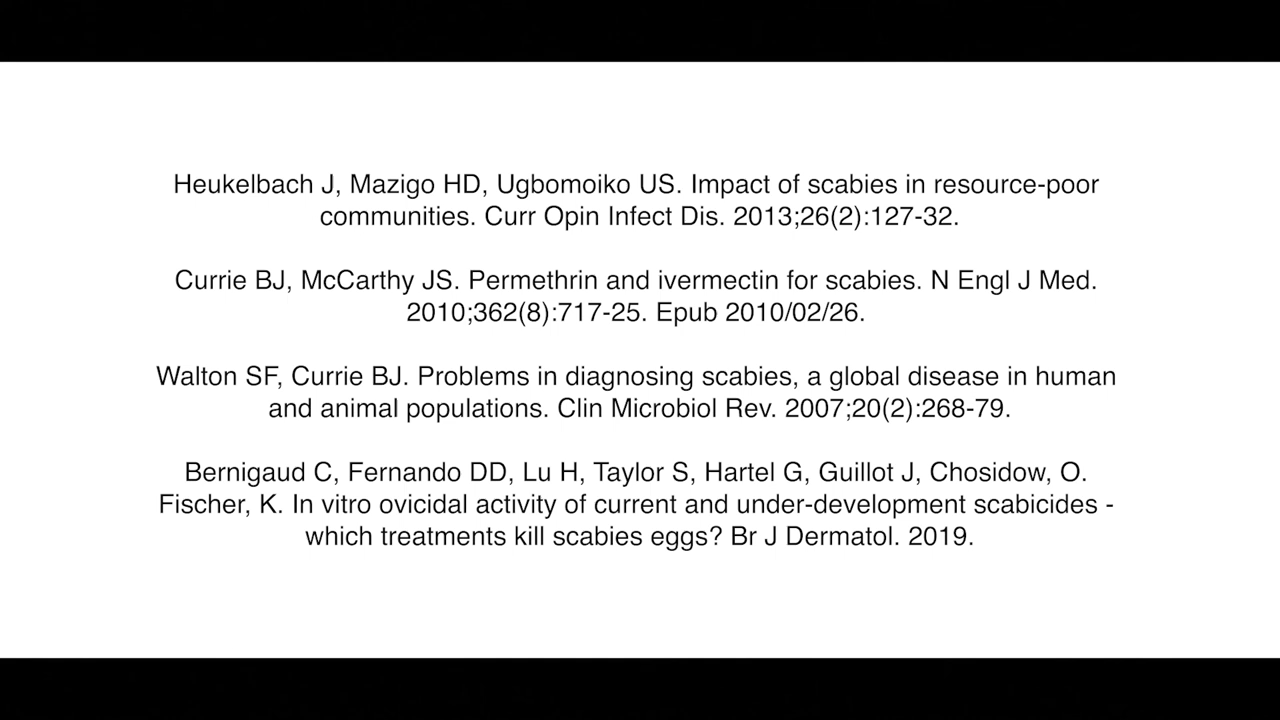 Heukelbach J, Mazigo HD, Ugbomoiko US. Impact of scabies in resource-poor
communities. Curr Opin Infect Dis. 2013;26(2):127-32.
Currie BJ, McCarthy JS. Permethrin and ivermectin for scabies. N Engl J Med.
2010;362(8):717-25. Epub 2010/02/26.
Walton SF, Currie BJ. Problems in diagnosing scabies, a global disease in human
and animal populations. Clin Microbiol Rev. 2007;20(2):268-79.
Bernigaud C, Fernando DD, Lu H, Taylor S, Hartel G, Guillot J, Chosidow, O.
Fischer, K. In vitro ovicidal activity of current and under-development scabicides -
which treatments kill scabies eggs? Br J Dermatol. 2019.